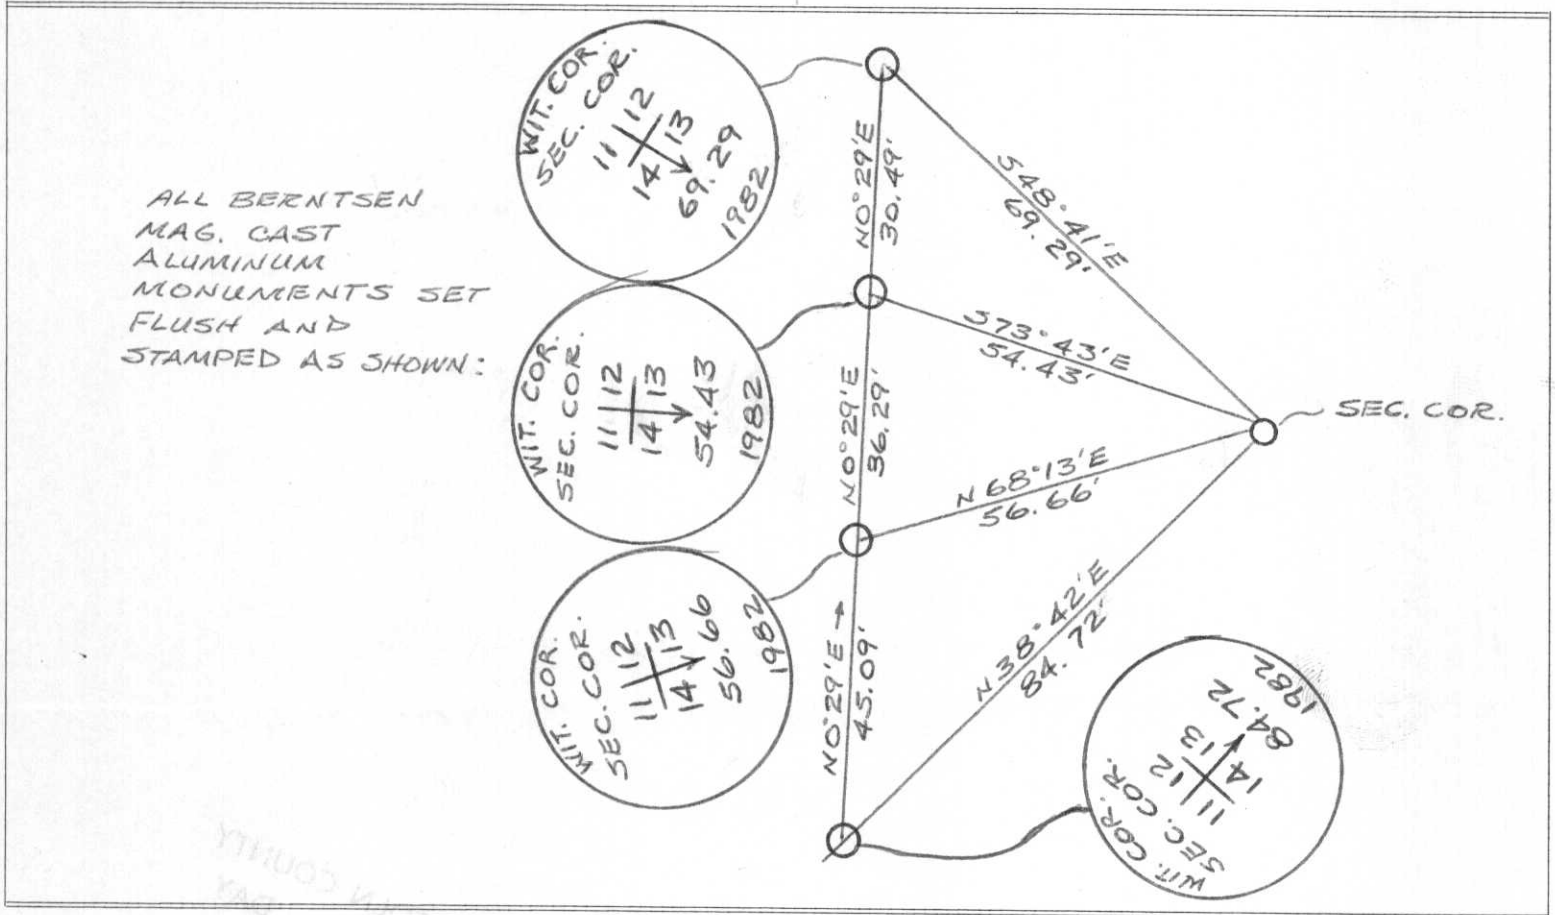 WIT. COR.
SEC. COR.
11 12
14 13
69.29
1982
ALL BERNTSEN
MAG. CAST
ALUMINUM
MONUMENTS SET
FLUSH AND
STAMPED AS SHOWN:
WIT. COR.
SEC. COR.
11 12
14 13
54.43
1982
WIT. COR.
SEC. COR.
11 12
14 13
56.66
1982
N0°29'E
30.49'
S48°41'E
69.29'
S73°43'E
54.43'
N0°29'E
36.29'
SEC. COR.
N68°13'E
56.66'
N0°29'E →
45.09'
N38°42'E
84.72'
WIT. COR.
SEC. COR.
11 12
14 13
84.72
1982
COUNTY
DAY